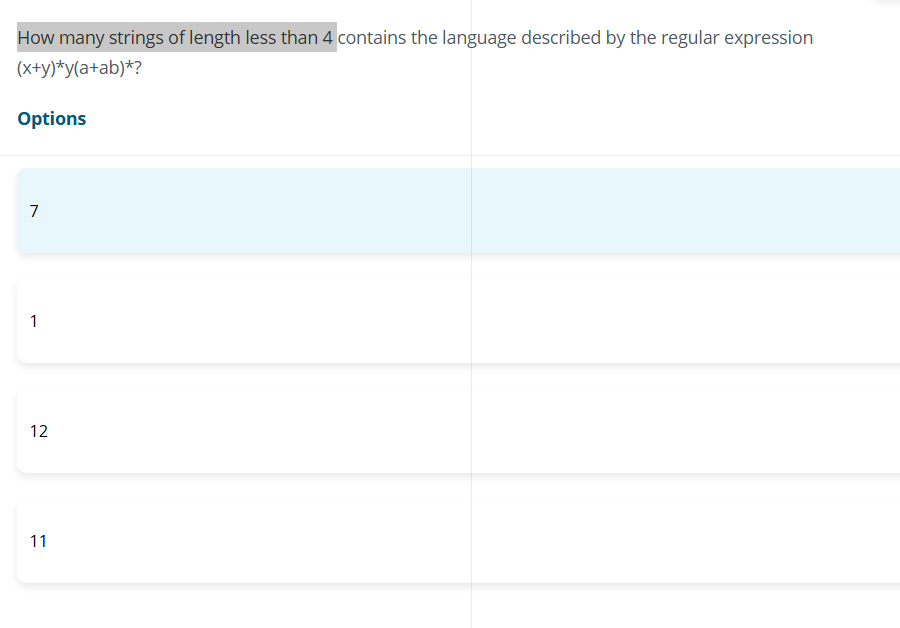 How many strings of length less than 4 contains the language described by the regular expression
(x+y)*y(a+ab)*?
Options
7
1
12
11